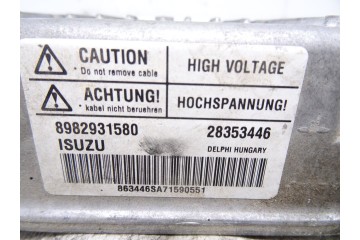 CAUTION
Do not remove cable
HIGH VOLTAGE
ACHTUNG!
kabel nicht beruehren
HOCHSPANNUNG!
8982931580
28353446
ISUZU
DELPHI HUNGARY
863446SA71590551